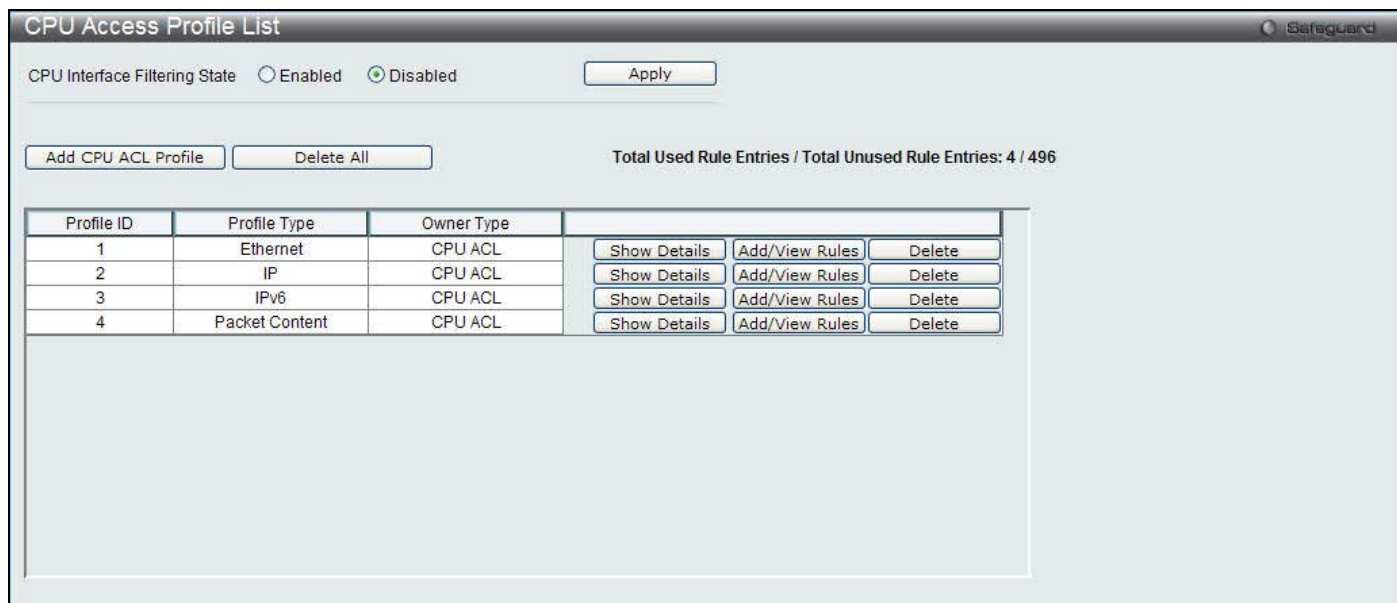 CPU Access Profile List
Safeguard
CPU Interface Filtering State Enabled Disabled Apply
Add CPU ACL Profile Delete All Total Used Rule Entries / Total Unused Rule Entries: 4 / 496
Profile ID Profile Type Owner Type
1 Ethernet CPU ACL Show Details Add/View Rules Delete
2 IP CPU ACL Show Details Add/View Rules Delete
3 IPv6 CPU ACL Show Details Add/View Rules Delete
4 Packet Content CPU ACL Show Details Add/View Rules Delete